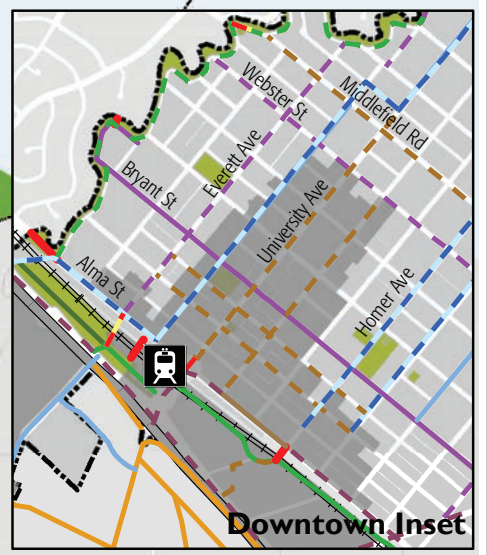 Webster St
Middlefield Rd
Everett Ave
Bryant St
University Ave
Alma St
Homer Ave
Downtown Inset